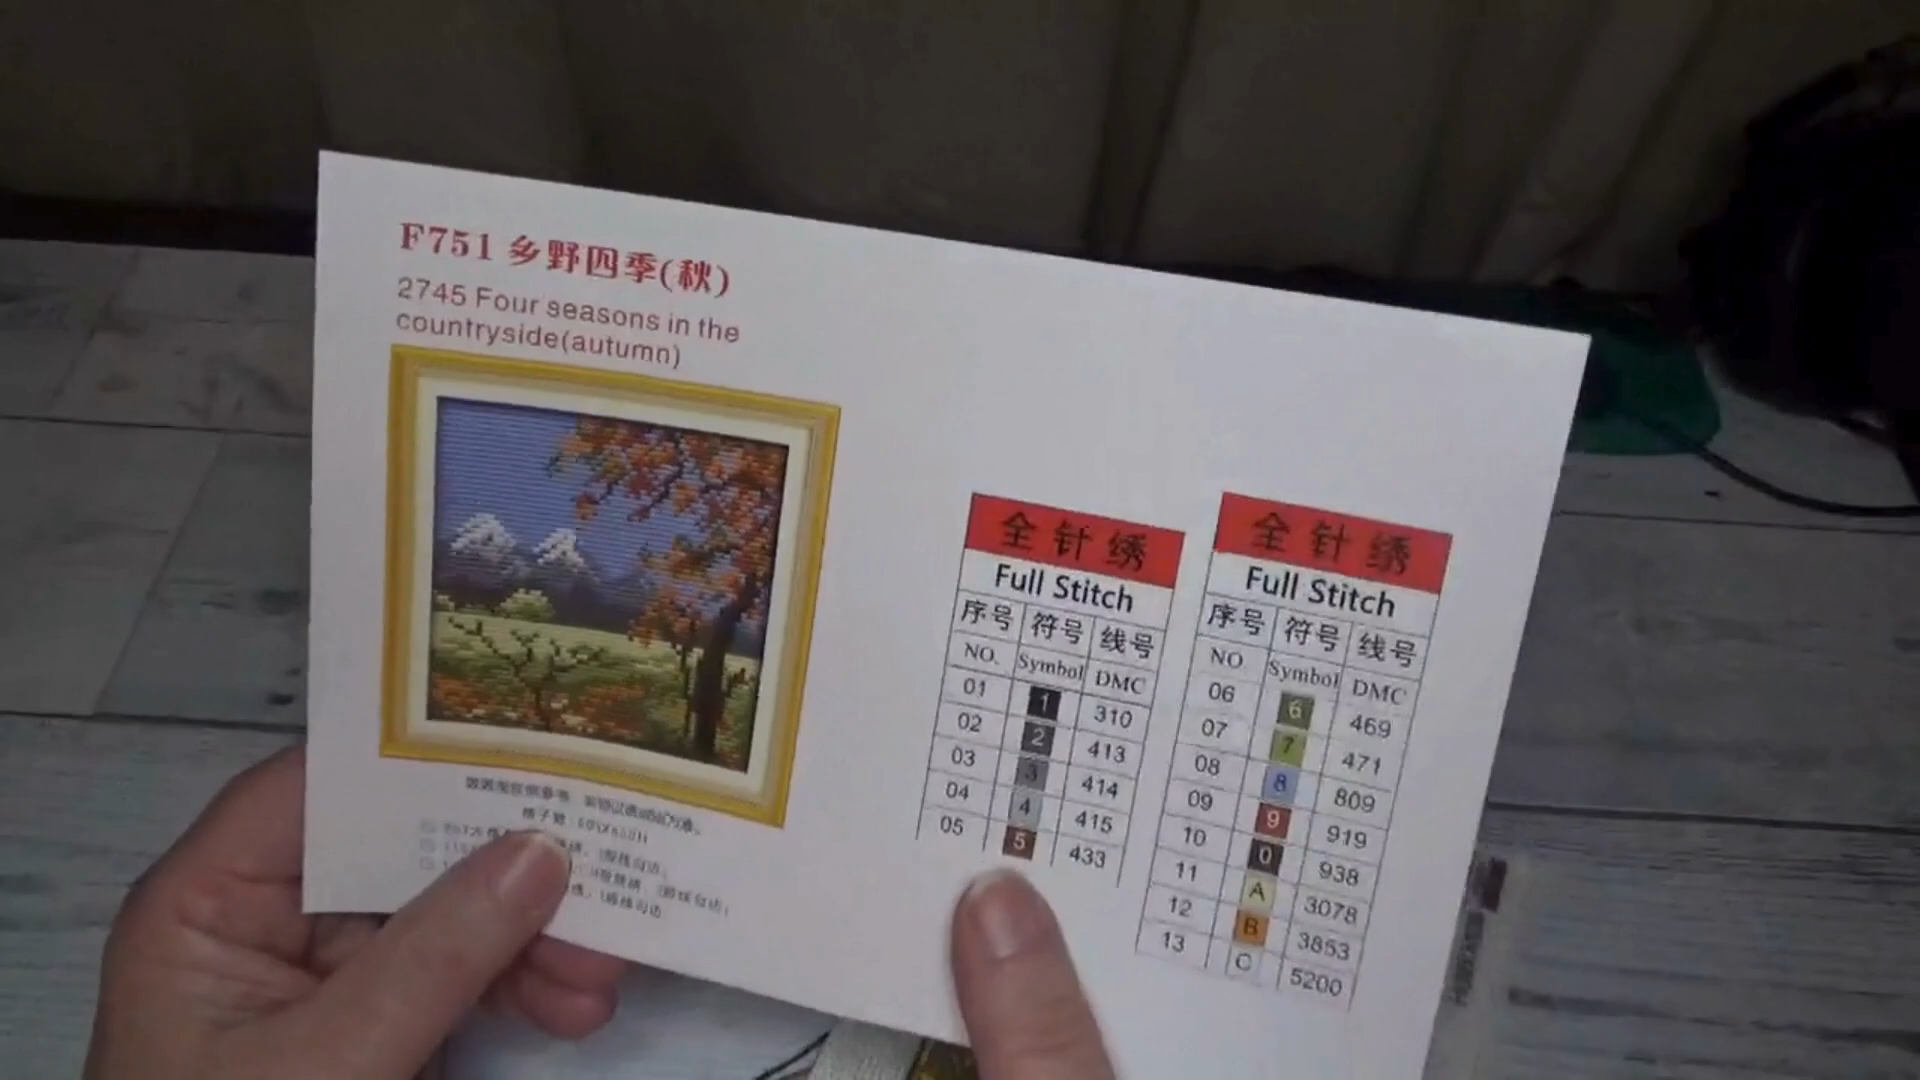 F751 乡野四季(秋)
2745 Four seasons in the
countryside(autumn)
全针绣
Full Stitch
序号 符号 线号
NO. Symbol DMC
01 1 310
02 2 413
03 3 414
04 4 415
05 5 433
全针绣
Full Stitch
序号 符号 线号
NO. Symbol DMC
06 6 469
07 7 471
08 8 809
09 9 919
10 0 938
11 A 3078
12 B 3853
13 C 5200